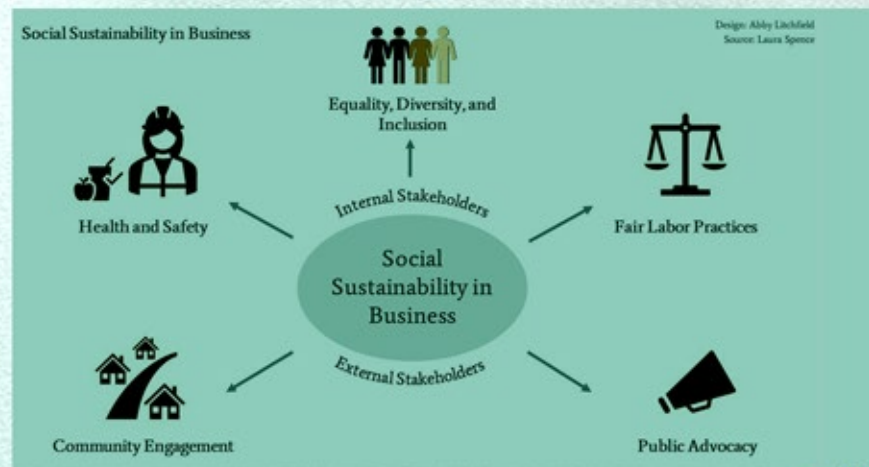 Social Sustainability in Business
Design: Abby Litchfield
Source: Laura Spence
Equality, Diversity, and
Inclusion
Health and Safety
Fair Labor Practices
Internal Stakeholders
Social
Sustainability in
Business
External Stakeholders
Community Engagement
Public Advocacy